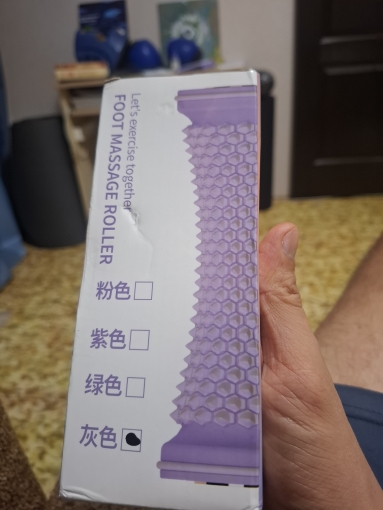 Let's exercise together
FOOT MASSAGE ROLLER
粉色
紫色
绿色
灰色